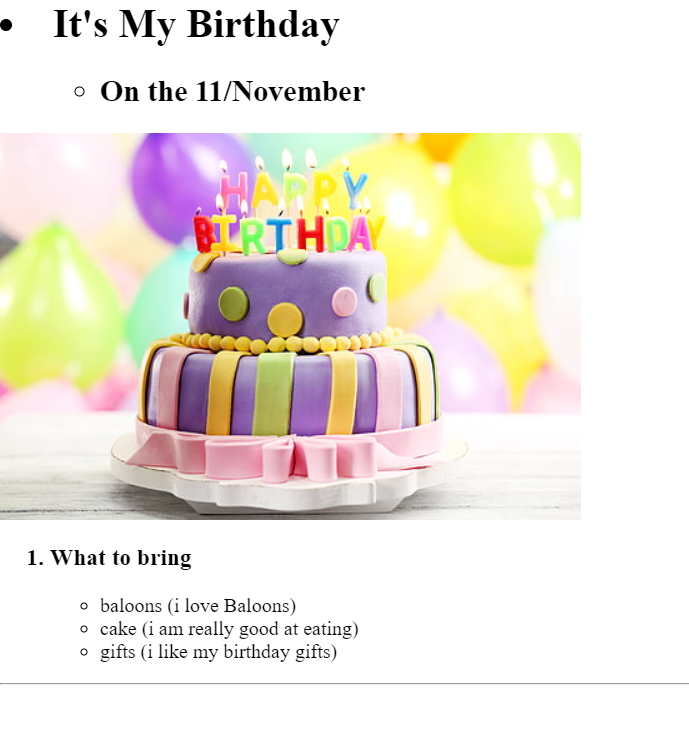 It's My Birthday
On the 11/November
HAPPY
BIRTHDAY
1. What to bring
baloons (i love Baloons)
cake (i am really good at eating)
gifts (i like my birthday gifts)